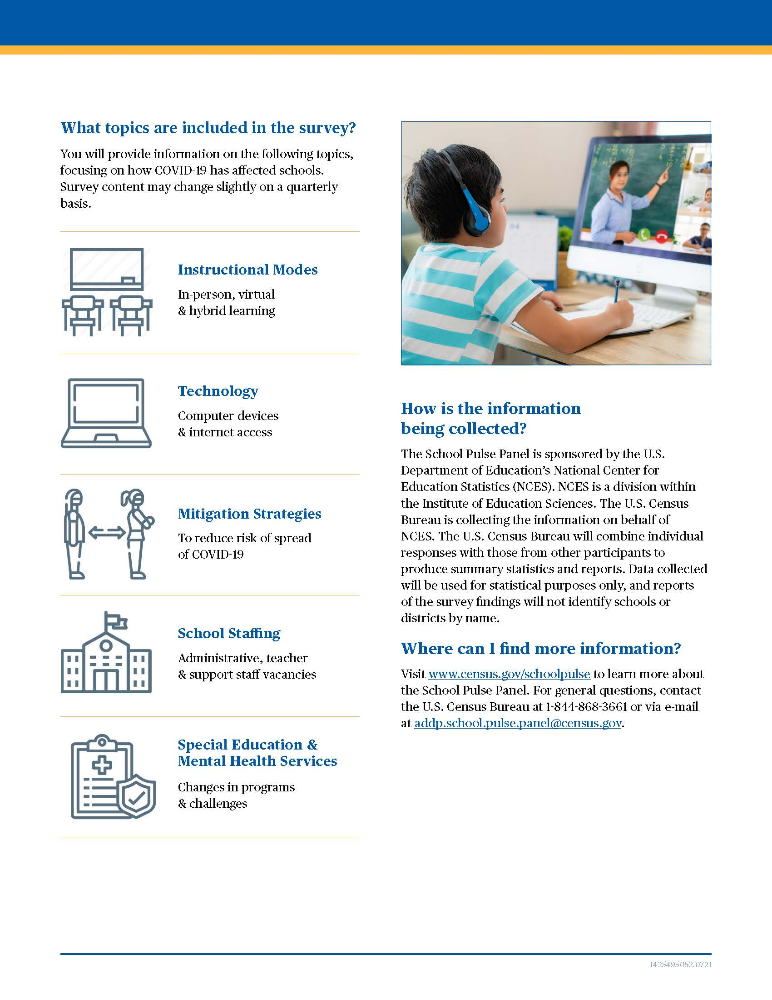 What topics are included in the survey?
You will provide information on the following topics,
focusing on how COVID-19 has affected schools.
Survey content may change slightly on a quarterly
basis.
Instructional Modes
In-person, virtual
& hybrid learning
Technology
Computer devices
& internet access
Mitigation Strategies
To reduce risk of spread
of COVID-19
School Staffing
Administrative, teacher
& support staff vacancies
Special Education &
Mental Health Services
Changes in programs
& challenges
How is the information
being collected?
The School Pulse Panel is sponsored by the U.S.
Department of Education’s National Center for
Education Statistics (NCES). NCES is a division within
the Institute of Education Sciences. The U.S. Census
Bureau is collecting the information on behalf of
NCES. The U.S. Census Bureau will combine individual
responses with those from other participants to
produce summary statistics and reports. Data collected
will be used for statistical purposes only, and reports
of the survey findings will not identify schools or
districts by name.
Where can I find more information?
Visit www.census.gov/schoolpulse to learn more about
the School Pulse Panel. For general questions, contact
the U.S. Census Bureau at 1-844-868-3661 or via e-mail
at addp.school.pulse.panel@census.gov.
1425495052.0721